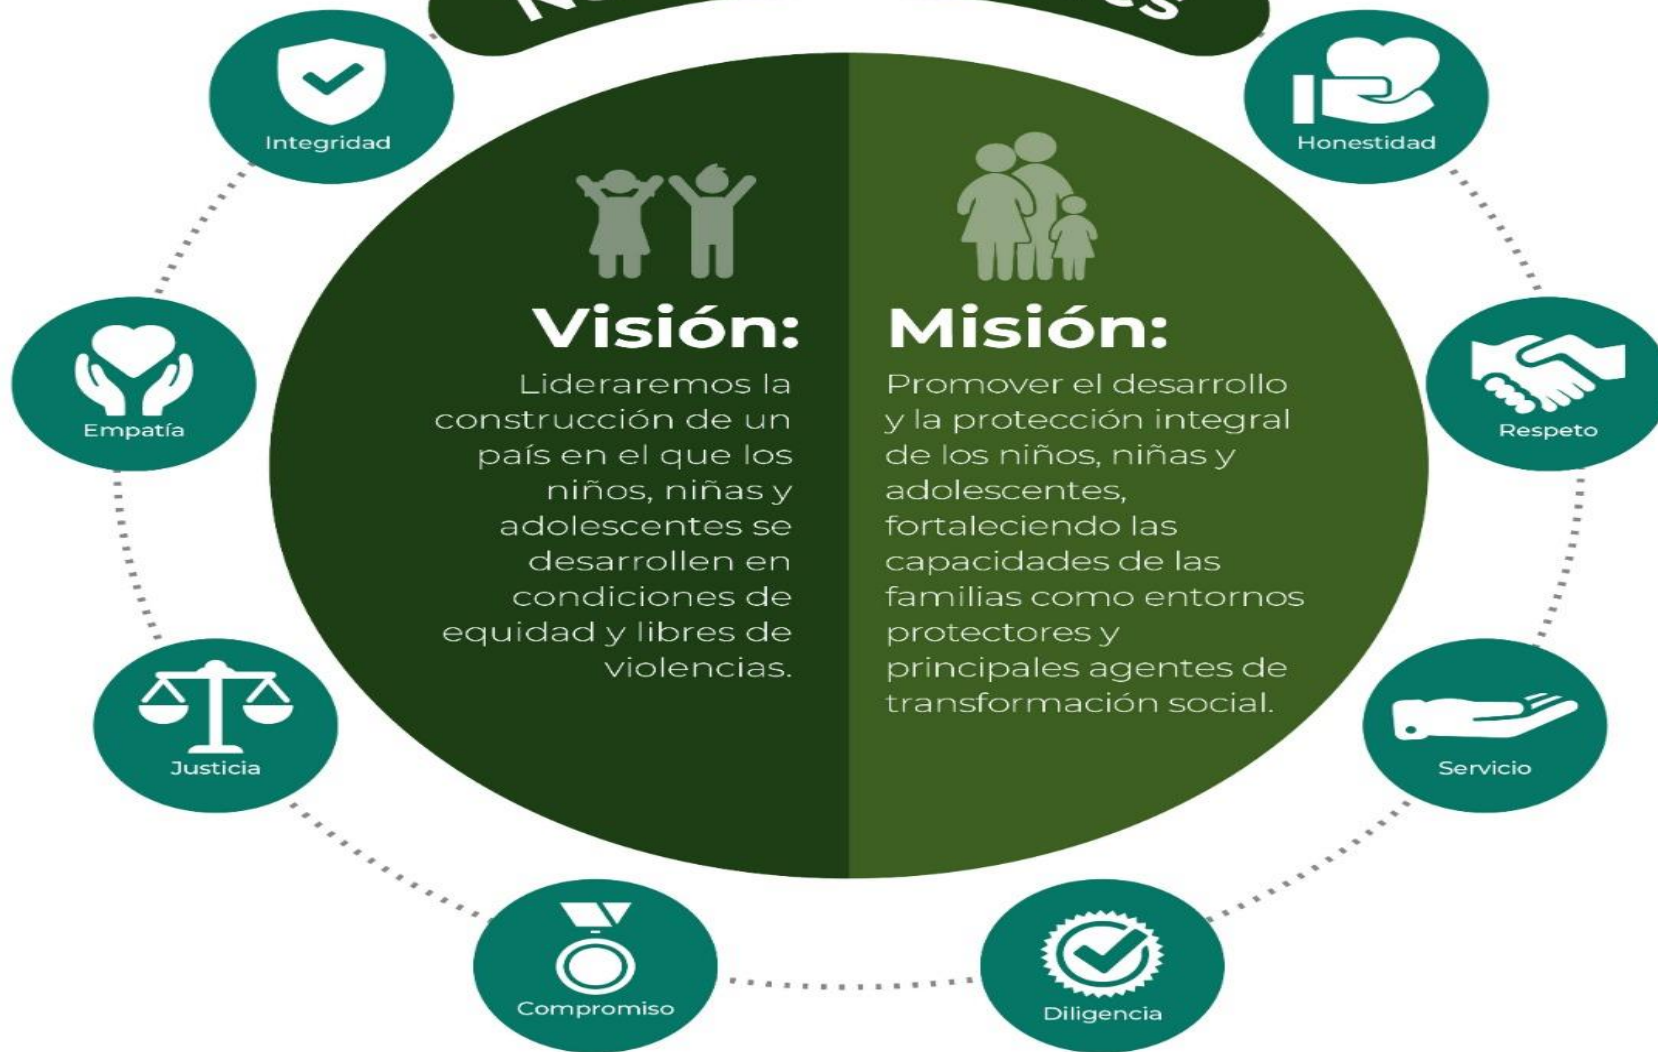 Integridad
Honestidad
Empatía
Respeto
Justicia
Servicio
Compromiso
Diligencia
Visión:
Lideraremos la
construcción de un
país en el que los
niños, niñas y
adolescentes se
desarrollen en
condiciones de
equidad y libres de
violencias.
Misión:
Promover el desarrollo
y la protección integral
de los niños, niñas y
adolescentes,
fortaleciendo las
capacidades de las
familias como entornos
protectores y
principales agentes de
transformación social.